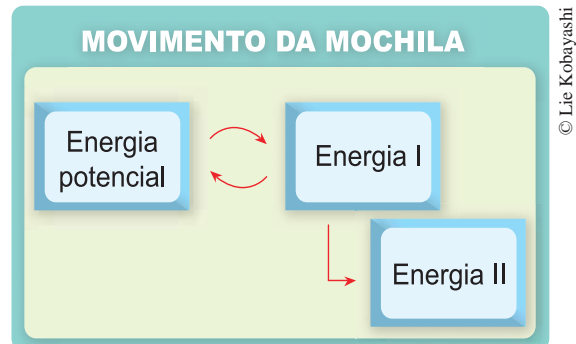 MOVIMENTO DA MOCHILA
Energia
potencial
Energia I
Energia II
© Lie Kobayashi